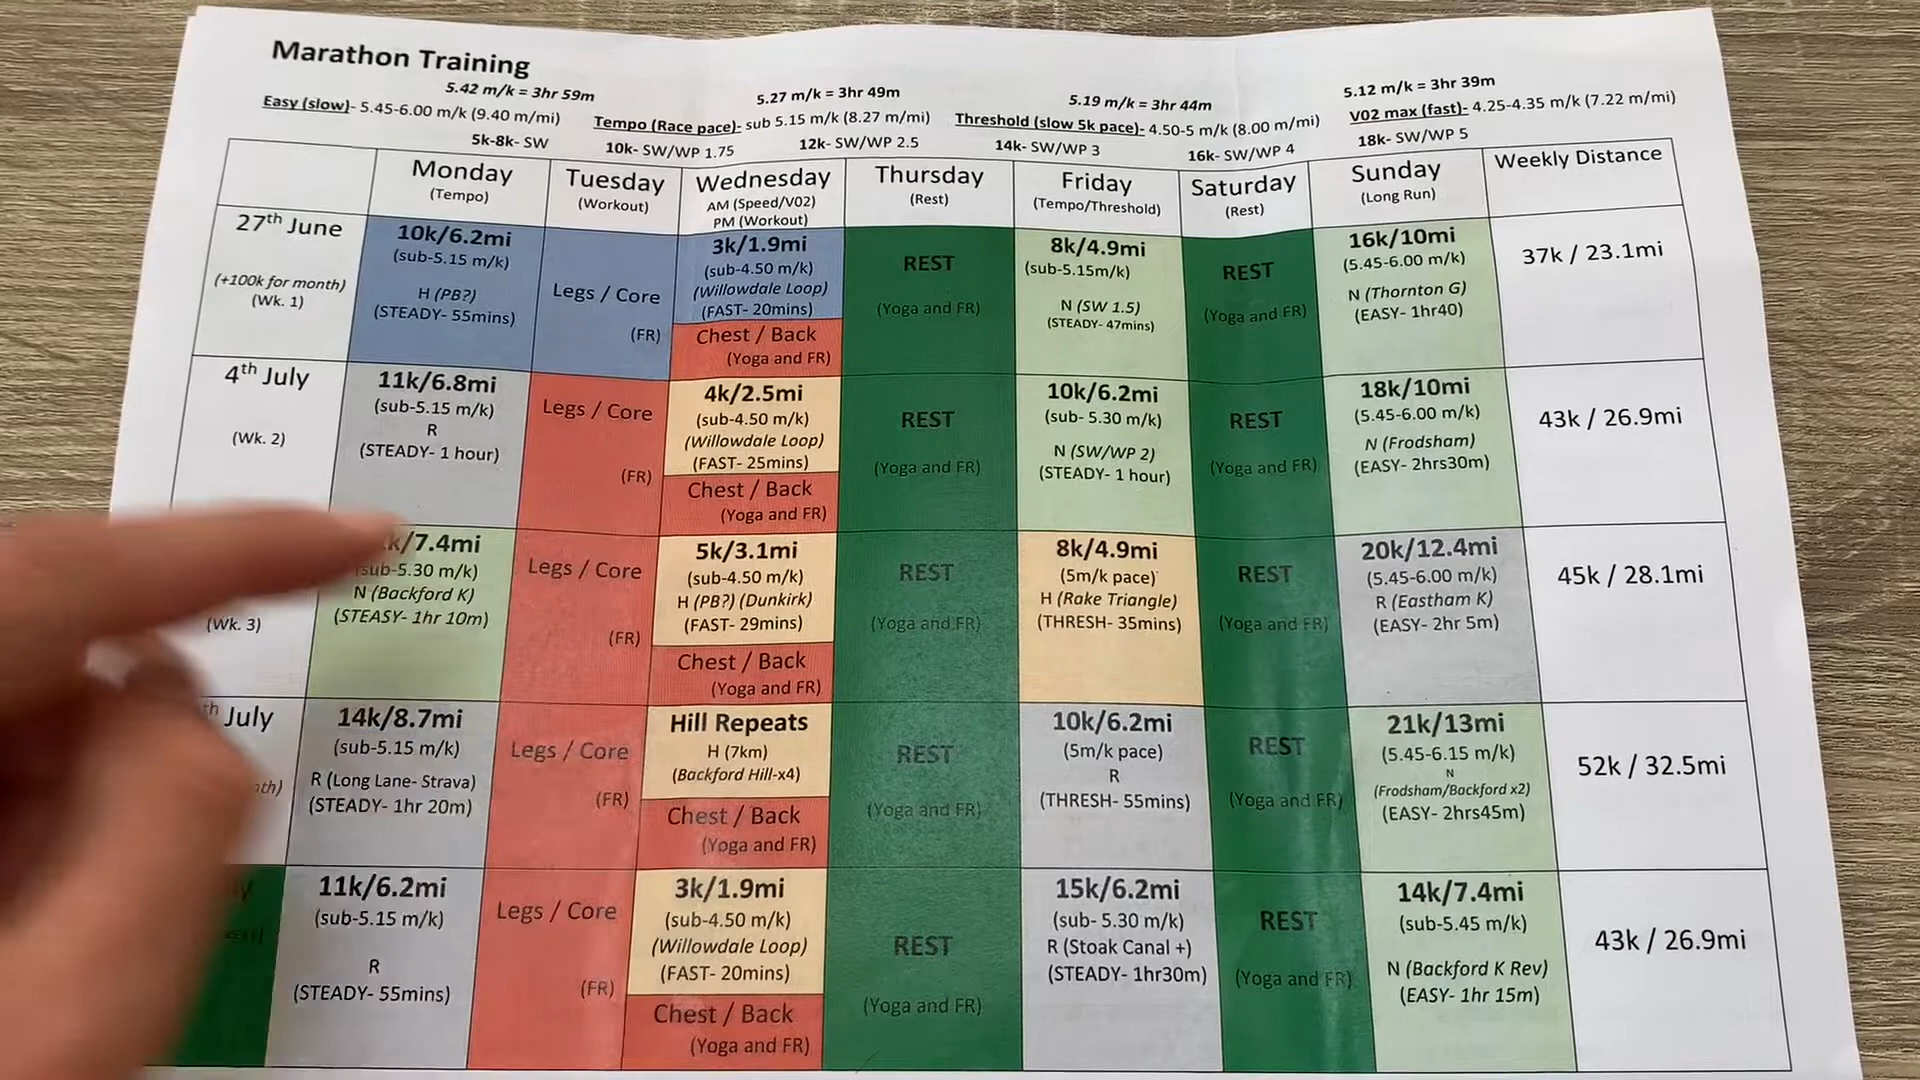 Marathon Training
5.42 m/k = 3hr 59m
5.27 m/k = 3hr 49m
5.19 m/k = 3hr 44m
5.12 m/k = 3hr 39m
Easy (slow)- 5.45-6.00 m/k (9.40 m/mi)
Tempo (Race pace)- sub 5.15 m/k (8.27 m/mi)
Threshold (slow 5k pace)- 4.50-5 m/k (8.00 m/mi)
V02 max (fast)- 4.25-4.35 m/k (7.22 m/mi)
5k-8k- SW
10k- SW/WP 1.75
12k- SW/WP 2.5
14k- SW/WP 3
16k- SW/WP 4
18k- SW/WP 5
Monday
(Tempo)
Tuesday
(Workout)
Wednesday
AM (Speed/V02)
PM (Workout)
Thursday
(Rest)
Friday
(Tempo/Threshold)
Saturday
(Rest)
Sunday
(Long Run)
Weekly Distance
27th June
(+100k for month)
(Wk. 1)
10k/6.2mi
(sub-5.15 m/k)
H (PB?)
(STEADY- 55mins)
Legs / Core
(FR)
3k/1.9mi
(sub-4.50 m/k)
(Willowdale Loop)
(FAST- 20mins)
Chest / Back
(Yoga and FR)
REST
(Yoga and FR)
8k/4.9mi
(sub-5.15m/k)
N (SW 1.5)
(STEADY- 47mins)
REST
(Yoga and FR)
16k/10mi
(5.45-6.00 m/k)
N (Thornton G)
(EASY- 1hr40)
37k / 23.1mi
4th July
(Wk. 2)
11k/6.8mi
(sub-5.15 m/k)
R
(STEADY- 1 hour)
Legs / Core
(FR)
4k/2.5mi
(sub-4.50 m/k)
(Willowdale Loop)
(FAST- 25mins)
Chest / Back
(Yoga and FR)
REST
(Yoga and FR)
10k/6.2mi
(sub- 5.30 m/k)
N (SW/WP 2)
(STEADY- 1 hour)
REST
(Yoga and FR)
18k/10mi
(5.45-6.00 m/k)
N (Frodsham)
(EASY- 2hrs30m)
43k / 26.9mi
(Wk. 3)
k/7.4mi
(sub-5.30 m/k)
N (Backford K)
(STEASY- 1hr 10m)
Legs / Core
(FR)
5k/3.1mi
(sub-4.50 m/k)
H (PB?) (Dunkirk)
(FAST- 29mins)
Chest / Back
(Yoga and FR)
REST
(Yoga and FR)
8k/4.9mi
(5m/k pace)
H (Rake Triangle)
(THRESH- 35mins)
REST
(Yoga and FR)
20k/12.4mi
(5.45-6.00 m/k)
R (Eastham K)
(EASY- 2hr 5m)
45k / 28.1mi
th July
14k/8.7mi
(sub-5.15 m/k)
R (Long Lane- Strava)
(STEADY- 1hr 20m)
Legs / Core
(FR)
Hill Repeats
H (7km)
(Backford Hill-x4)
Chest / Back
(Yoga and FR)
REST
(Yoga and FR)
10k/6.2mi
(5m/k pace)
R
(THRESH- 55mins)
REST
(Yoga and FR)
21k/13mi
(5.45-6.15 m/k)
N
(Frodsham/Backford x2)
(EASY- 2hrs45m)
52k / 32.5mi
11k/6.2mi
(sub-5.15 m/k)
R
(STEADY- 55mins)
Legs / Core
(FR)
3k/1.9mi
(sub-4.50 m/k)
(Willowdale Loop)
(FAST- 20mins)
Chest / Back
(Yoga and FR)
REST
(Yoga and FR)
15k/6.2mi
(sub- 5.30 m/k)
R (Stoak Canal +)
(STEADY- 1hr30m)
REST
(Yoga and FR)
14k/7.4mi
(sub-5.45 m/k)
N (Backford K Rev)
(EASY- 1hr 15m)
43k / 26.9mi